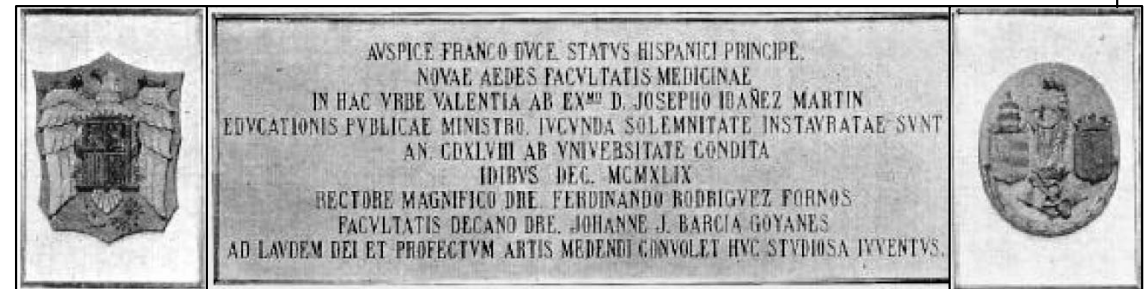 AVSPICE FRANCO DVCE. STATVS HISPANICI PRINCIPE.
NOVAE AEDES FACVLTATIS MEDICINAE
IN HAC VRBE VALENTIA AB EXMO D. JOSEPHO IBAÑEZ MARTIN
EDVCATIONIS PVBLICAE MINISTRO. IVCVNDA SOLEMNITATE INSTAVRATAE SVNT
AN. CDXLVIII AB VNIVERSITATE CONDITA
IDIBVS DEC. MCMXLIX
RECTORE MAGNIFICO DRE. FERDINANDO RODRIGVEZ FORNOS
FACVLTATIS DECANO DRE. JOHANNE J. BARCIA GOYANES
AD LAVDEM DEI ET PROFECTVM ARTIS MEDENDI CONVOLET HVC STVDIOSA IVVENTVS.